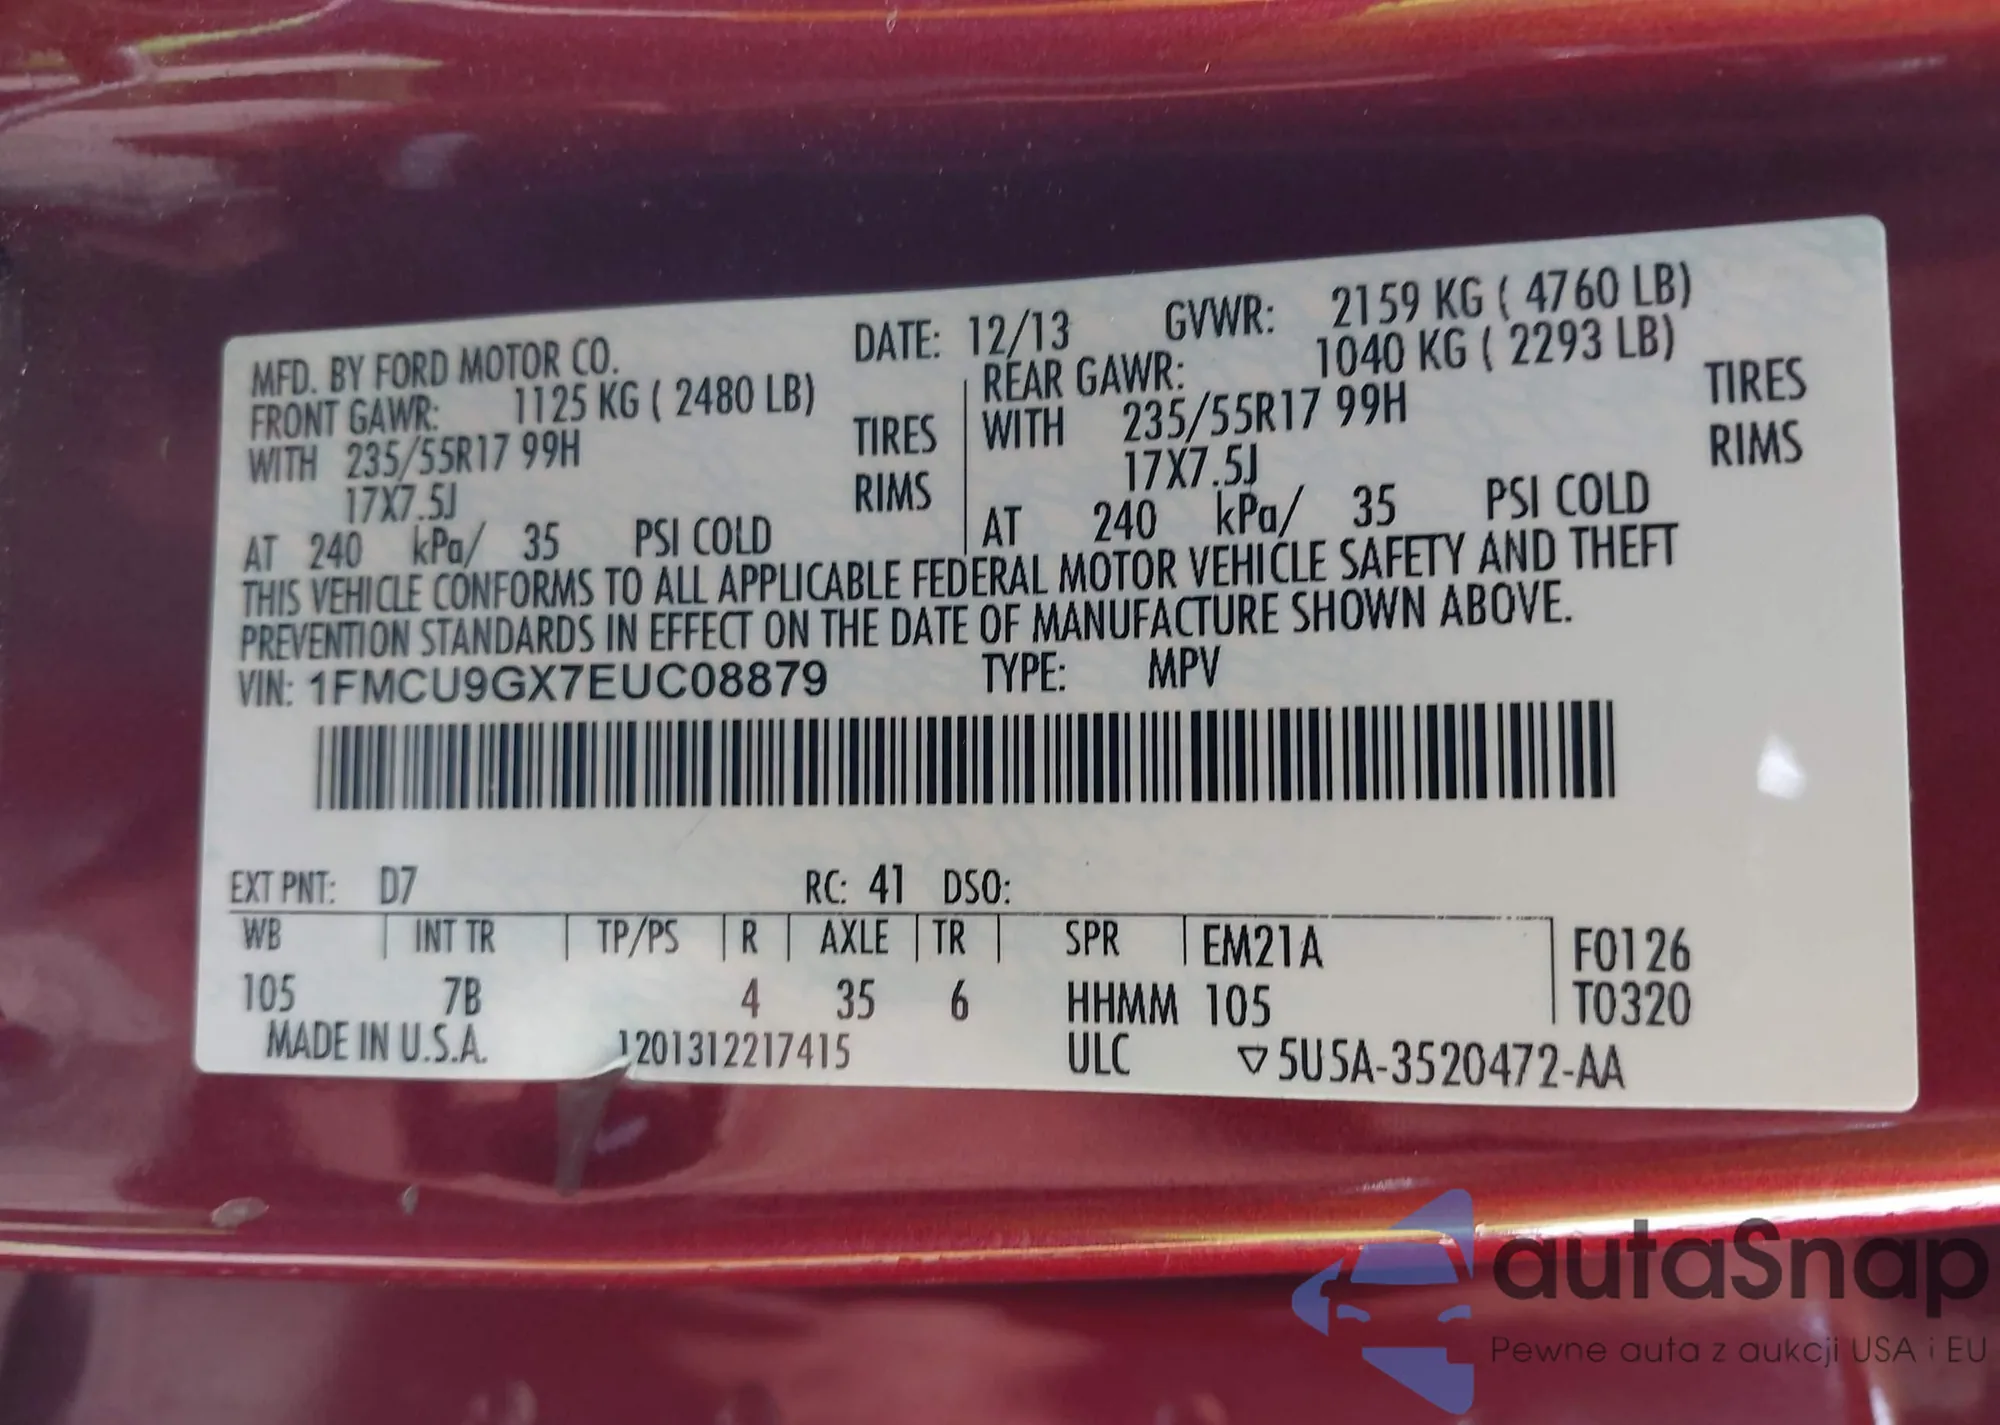 MFD. BY FORD MOTOR CO. DATE: 12/13 GVWR: 2159 KG ( 4760 LB)
FRONT GAWR: 1125 KG ( 2480 LB) REAR GAWR: 1040 KG ( 2293 LB)
WITH 235/55R17 99H TIRES WITH 235/55R17 99H TIRES
17X7.5J RIMS 17X7.5J RIMS
AT 240 kPa/ 35 PSI COLD AT 240 kPa/ 35 PSI COLD
THIS VEHICLE CONFORMS TO ALL APPLICABLE FEDERAL MOTOR VEHICLE SAFETY AND THEFT
PREVENTION STANDARDS IN EFFECT ON THE DATE OF MANUFACTURE SHOWN ABOVE.
VIN: 1FMCU9GX7EUC08879 TYPE: MPV
EXT PNT: D7 RC: 41 DSO:
WB INT TR TP/PS R AXLE TR SPR EM21A F0126
105 7B 4 35 6 HHMM 105 T0320
MADE IN U.S.A. 1201312217415 ULC ▽5U5A-3520472-AA
autaSnap
Pewne auta z aukcji USA i EU